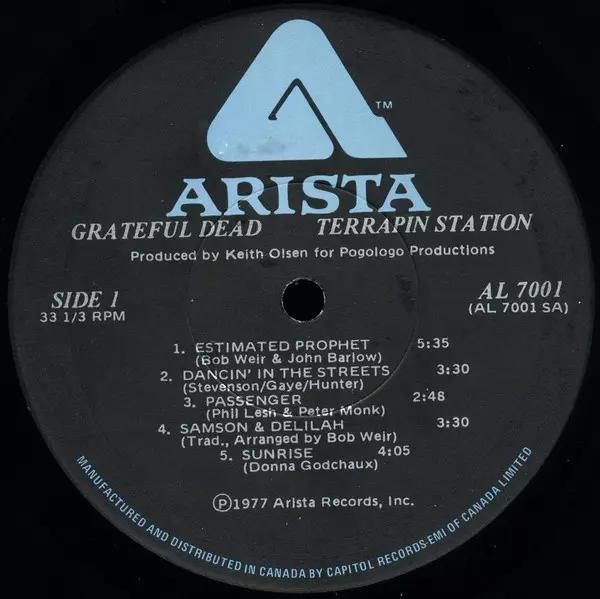 TM
ARISTA
GRATEFUL DEAD TERRAPIN STATION
Produced by Keith Olsen for Pogologo Productions
SIDE 1 AL 7001
33 1/3 RPM (AL 7001 SA)
1. ESTIMATED PROPHET 5:35
(Bob Weir & John Barlow)
2. DANCIN' IN THE STREETS 3:30
(Stevenson/Gaye/Hunter)
3. PASSENGER 2:48
(Phil Lesh & Peter Monk)
4. SAMSON & DELILAH 3:30
(Trad., Arranged by Bob Weir)
5. SUNRISE 4:05
(Donna Godchaux)
Ⓟ1977 Arista Records, Inc.
MANUFACTURED AND DISTRIBUTED IN CANADA BY CAPITOL RECORDS-EMI OF CANADA LIMITED